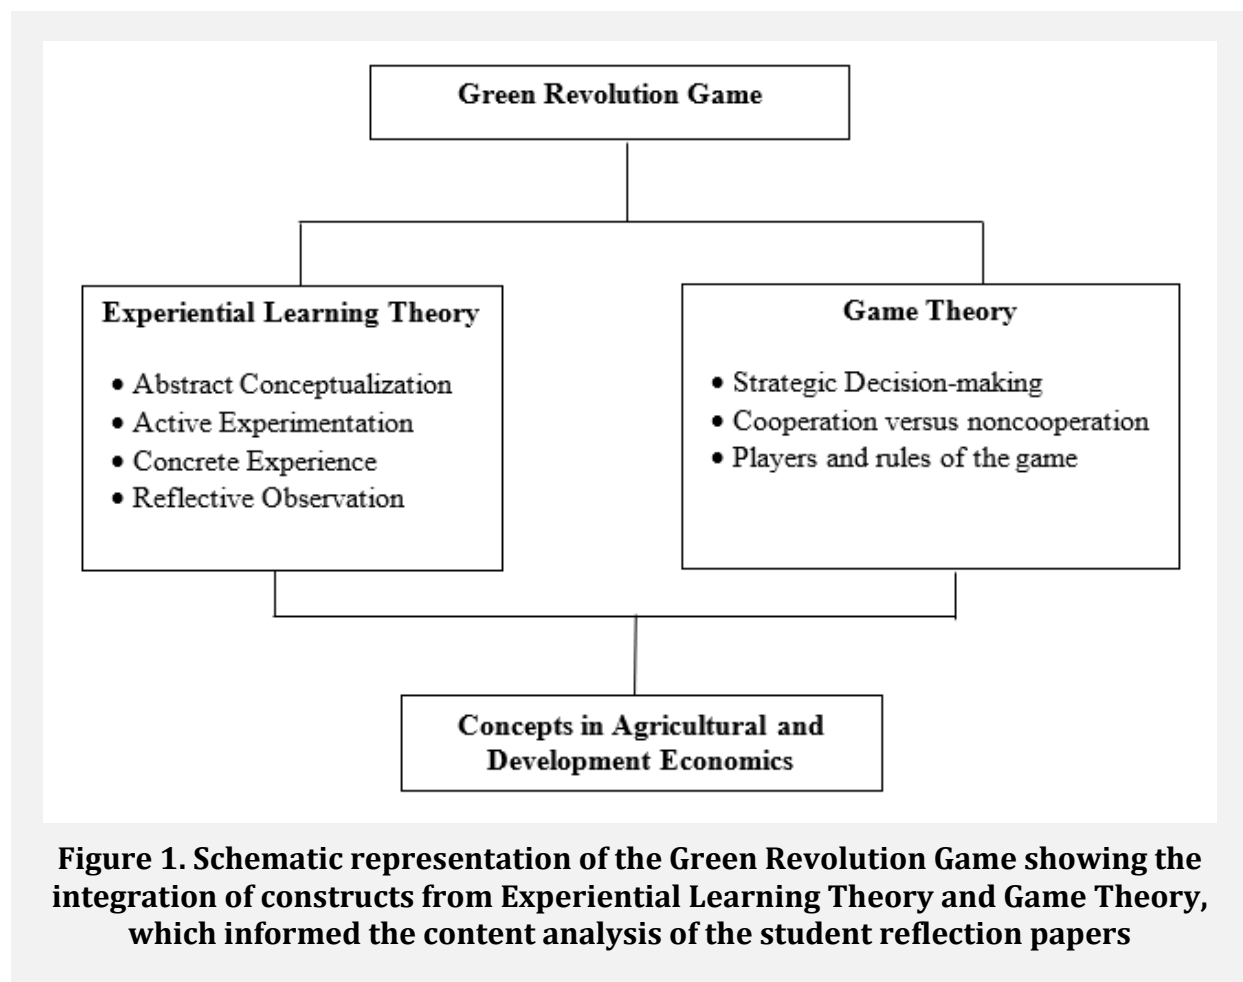 Green Revolution Game
Experiential Learning Theory
• Abstract Conceptualization
• Active Experimentation
• Concrete Experience
• Reflective Observation
Game Theory
• Strategic Decision-making
• Cooperation versus noncooperation
• Players and rules of the game
Concepts in Agricultural and
Development Economics
Figure 1. Schematic representation of the Green Revolution Game showing the
integration of constructs from Experiential Learning Theory and Game Theory,
which informed the content analysis of the student reflection papers